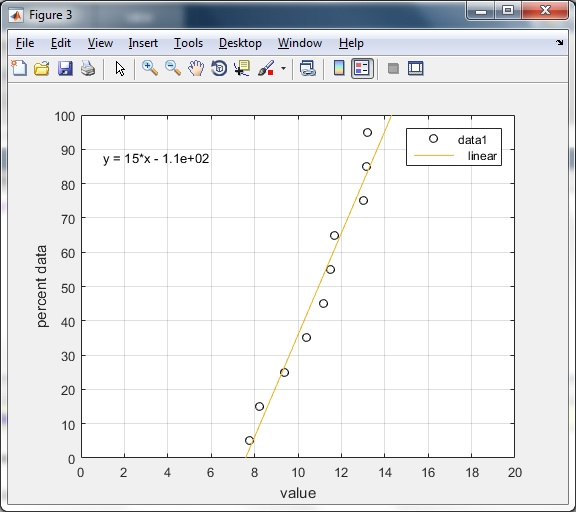 Figure 3
File Edit View Insert Tools Desktop Window Help
100
90
80
70
60
50
40
30
20
10
0
percent data
y = 15*x - 1.1e+02
data1
linear
0 2 4 6 8 10 12 14 16 18 20
value